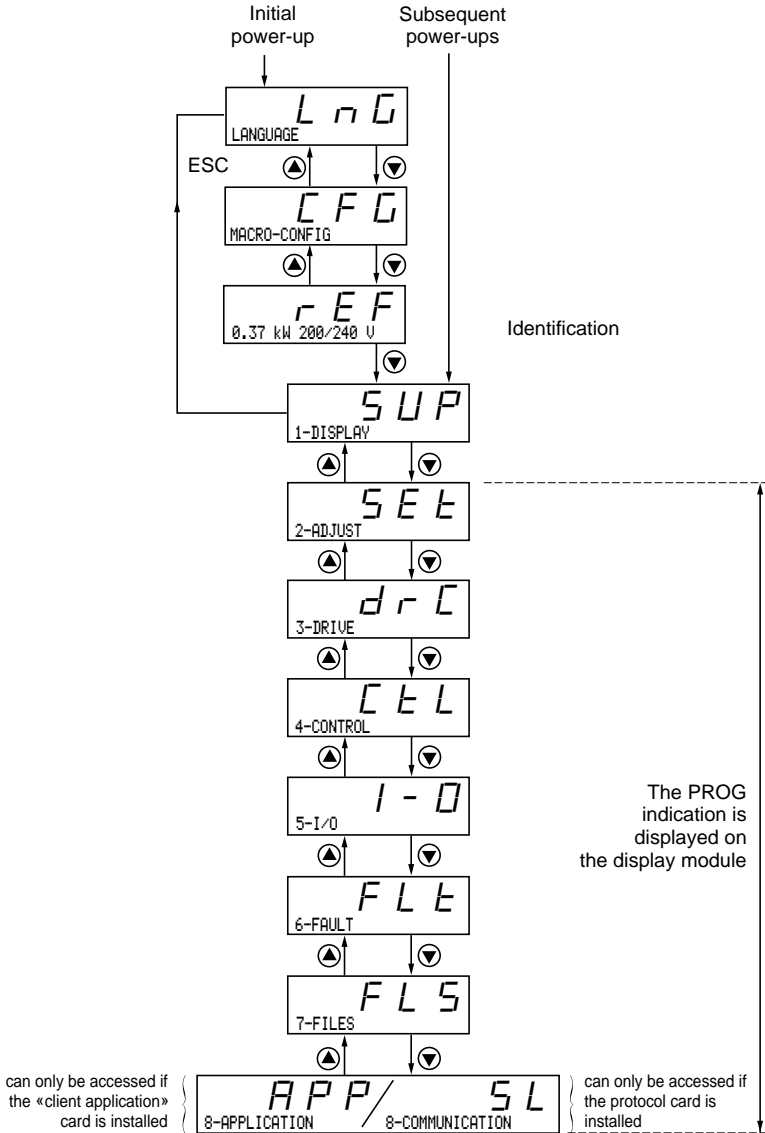 Initial
power-up
Subsequent
power-ups
LnG
LANGUAGE
ESC
CFG
MACRO-CONFIG
rEF
0.37 kW 200/240 V
Identification
SUP
1-DISPLAY
SEt
2-ADJUST
drC
3-DRIVE
CtL
4-CONTROL
I-O
5-I/O
The PROG
indication is
displayed on
the display module
FLt
6-FAULT
FLS
7-FILES
can only be accessed if
the «client application»
card is installed
APP/ SL
8-APPLICATION 8-COMMUNICATION
can only be accessed if
the protocol card is
installed